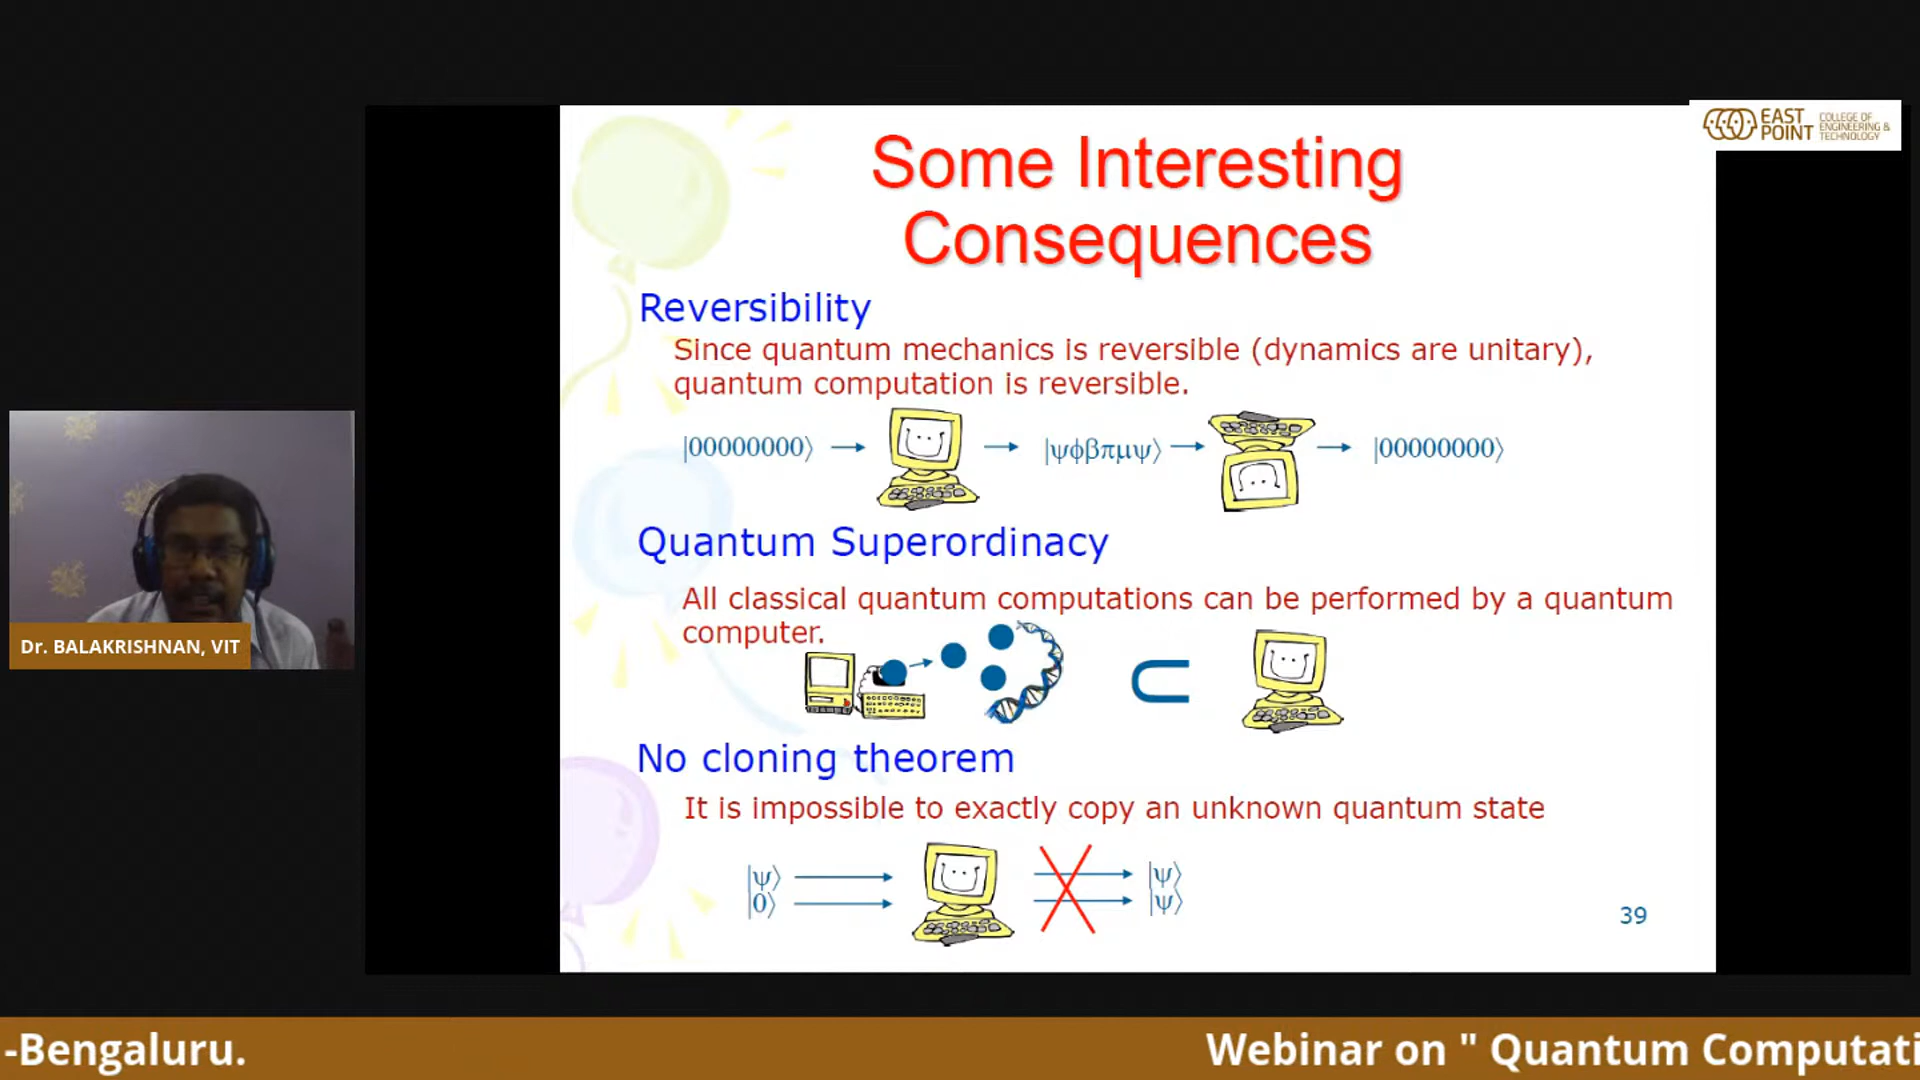 EAST
POINT
COLLEGE OF
ENGINEERING &
TECHNOLOGY
Some Interesting
Consequences
Reversibility
Since quantum mechanics is reversible (dynamics are unitary),
quantum computation is reversible.
|00000000⟩ → → |ψϕβπμψ⟩ → → |00000000⟩
Quantum Superordinacy
All classical quantum computations can be performed by a quantum
computer.
⊂
No cloning theorem
It is impossible to exactly copy an unknown quantum state
|ψ⟩ |ψ⟩
|0⟩ |ψ⟩
39
Dr. BALAKRISHNAN, VIT
-Bengaluru. Webinar on " Quantum Computati